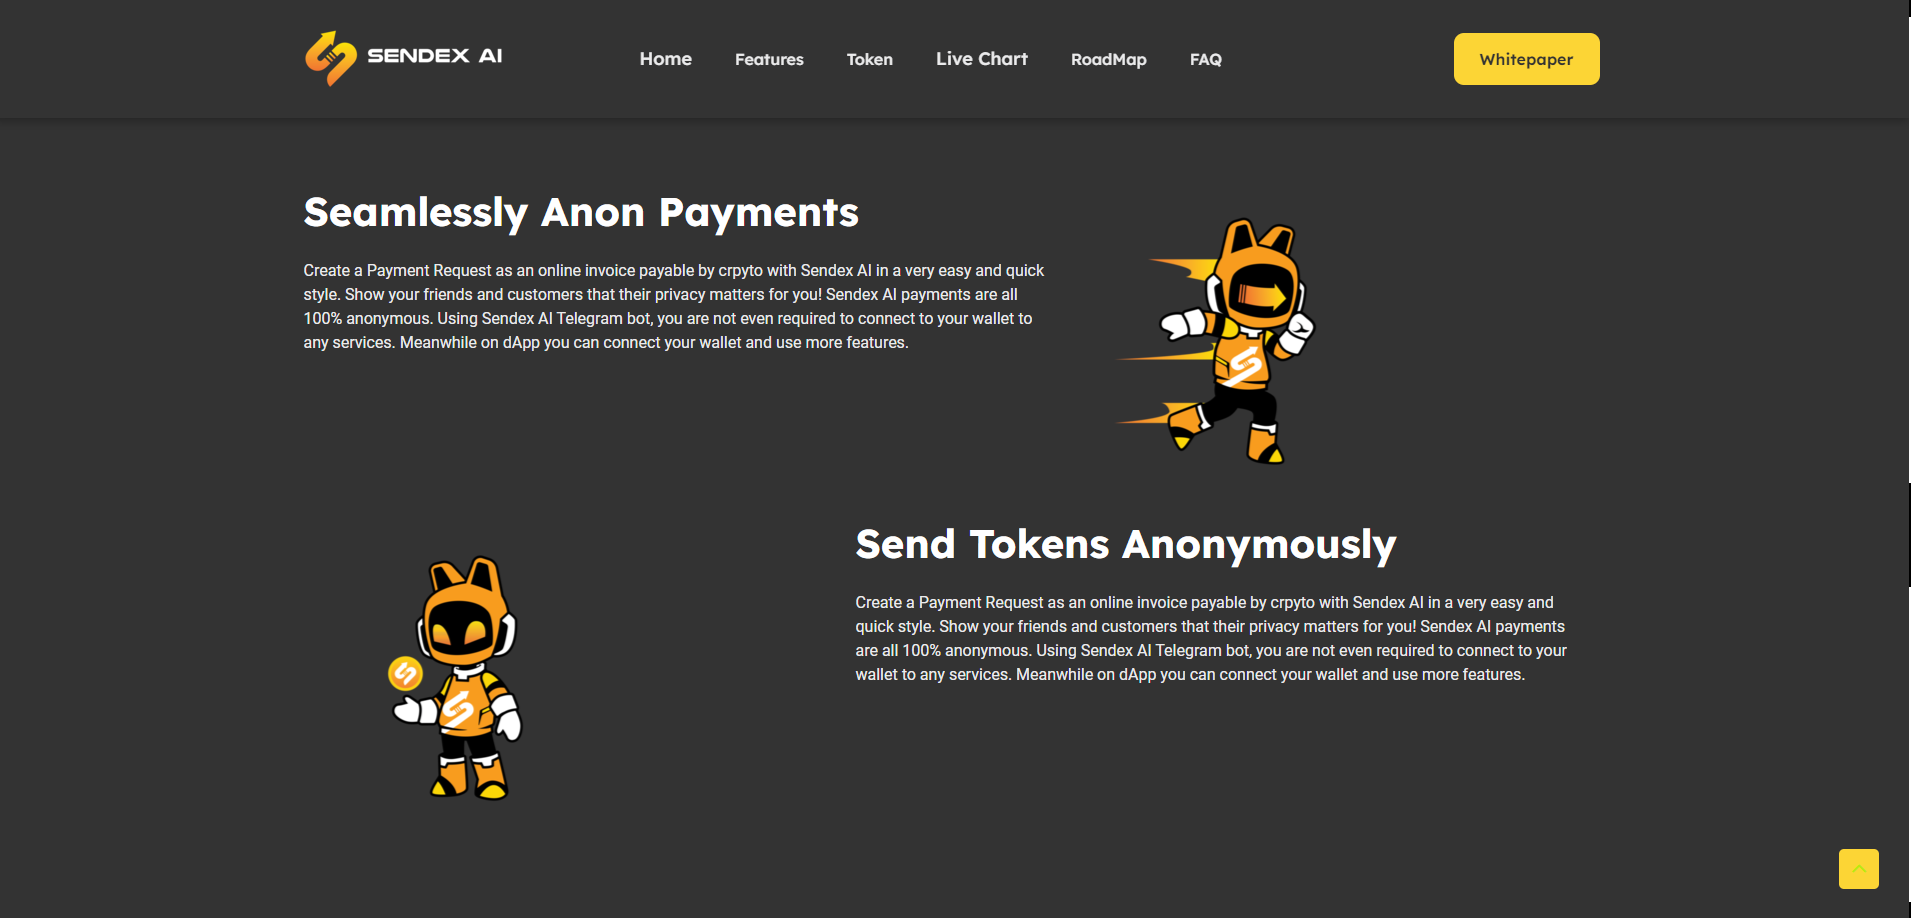 SENDEX AI
Home
Features
Token
Live Chart
RoadMap
FAQ
Whitepaper
Seamlessly Anon Payments
Create a Payment Request as an online invoice payable by crpyto with Sendex AI in a very easy and quick
style. Show your friends and customers that their privacy matters for you! Sendex AI payments are all
100% anonymous. Using Sendex AI Telegram bot, you are not even required to connect to your wallet to
any services. Meanwhile on dApp you can connect your wallet and use more features.
Send Tokens Anonymously
Create a Payment Request as an online invoice payable by crpyto with Sendex AI in a very easy and
quick style. Show your friends and customers that their privacy matters for you! Sendex AI payments
are all 100% anonymous. Using Sendex AI Telegram bot, you are not even required to connect to your
wallet to any services. Meanwhile on dApp you can connect your wallet and use more features.